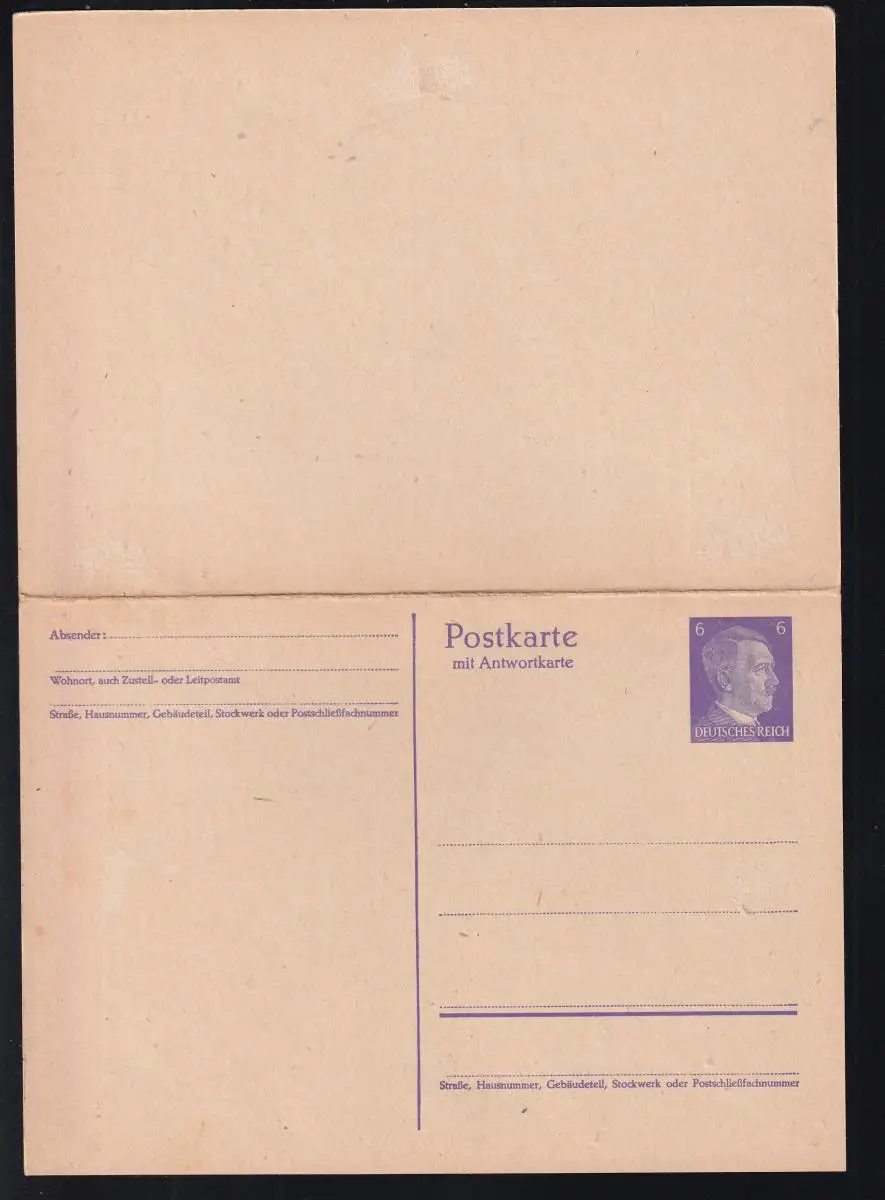 Absender:
Wohnort, auch Zustell- oder Leitpostamt
Straße, Hausnummer, Gebäudeteil, Stockwerk oder Postschließfachnummer
Postkarte
mit Antwortkarte
6 6
DEUTSCHES REICH
Straße, Hausnummer, Gebäudeteil, Stockwerk oder Postschließfachnummer